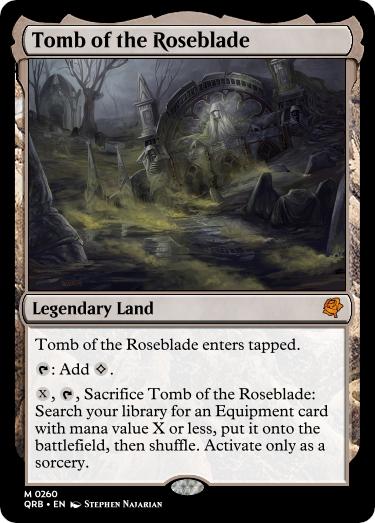 Tomb of the Roseblade
Legendary Land
Tomb of the Roseblade enters tapped.
: Add .
X, , Sacrifice Tomb of the Roseblade:
Search your library for an Equipment card
with mana value X or less, put it onto the
battlefield, then shuffle. Activate only as a
sorcery.
M 0260
QRB • EN Stephen Najarian